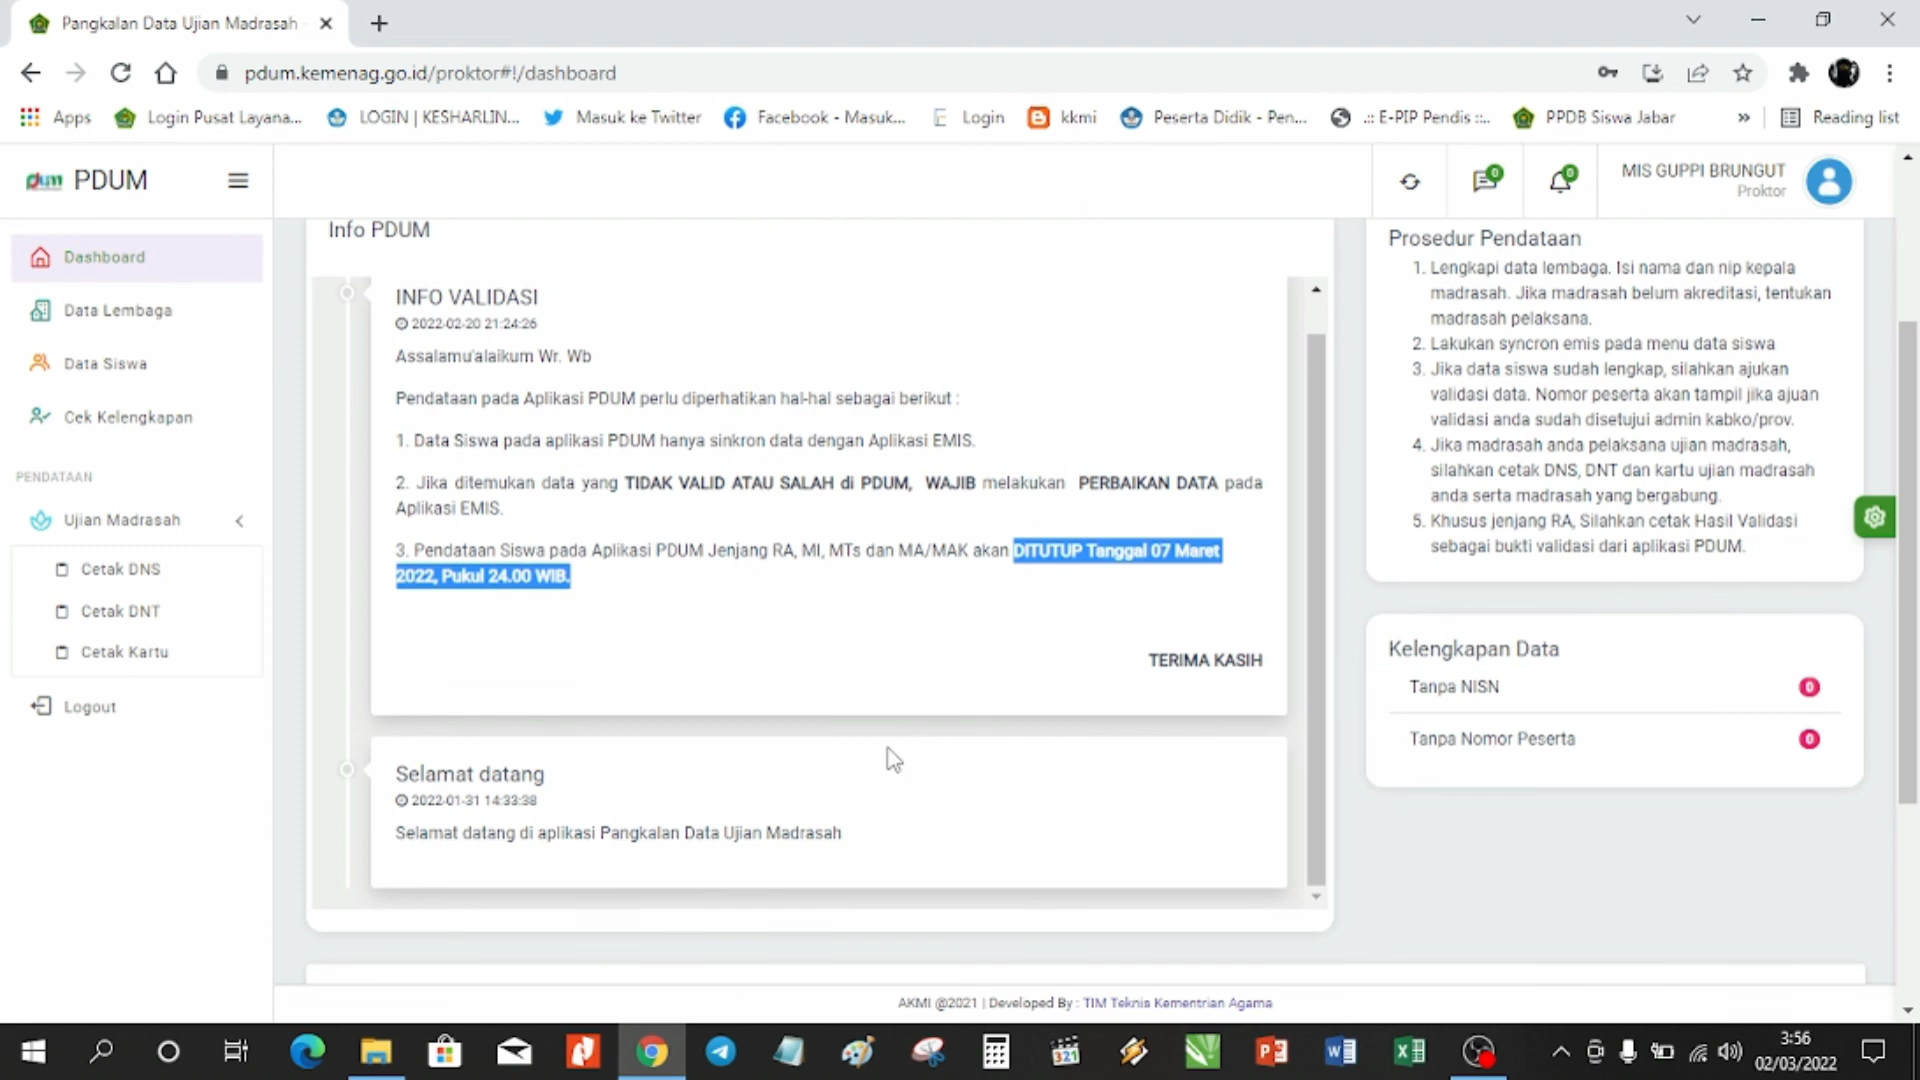 Pangkalan Data Ujian Madrasah
pdum.kemenag.go.id/proktor#!/dashboard
Apps
Login Pusat Layana...
LOGIN | KESHARLIN...
Masuk ke Twitter
Facebook - Masuk...
Login
kkmi
Peserta Didik - Pen...
.:: E-PIP Pendis ::..
PPDB Siswa Jabar
»
Reading list
pdum PDUM
0
0
MIS GUPPI BRUNGUT
Proktor
Dashboard
Data Lembaga
Data Siswa
Cek Kelengkapan
PENDATAAN
Ujian Madrasah
Cetak DNS
Cetak DNT
Cetak Kartu
Logout
Info PDUM
INFO VALIDASI
2022-02-20 21:24:26
Assalamu'alaikum Wr. Wb
Pendataan pada Aplikasi PDUM perlu diperhatikan hal-hal sebagai berikut :
1. Data Siswa pada aplikasi PDUM hanya sinkron data dengan Aplikasi EMIS.
2. Jika ditemukan data yang TIDAK VALID ATAU SALAH di PDUM, WAJIB melakukan PERBAIKAN DATA pada
Aplikasi EMIS.
3. Pendataan Siswa pada Aplikasi PDUM Jenjang RA, MI, MTs dan MA/MAK akan DITUTUP Tanggal 07 Maret
2022, Pukul 24.00 WIB.
TERIMA KASIH
Selamat datang
2022-01-31 14:33:38
Selamat datang di aplikasi Pangkalan Data Ujian Madrasah
Prosedur Pendataan
1. Lengkapi data lembaga. Isi nama dan nip kepala
madrasah. Jika madrasah belum akreditasi, tentukan
madrasah pelaksana.
2. Lakukan syncron emis pada menu data siswa
3. Jika data siswa sudah lengkap, silahkan ajukan
validasi data. Nomor peserta akan tampil jika ajuan
validasi anda sudah disetujui admin kabko/prov.
4. Jika madrasah anda pelaksana ujian madrasah,
silahkan cetak DNS, DNT dan kartu ujian madrasah
anda serta madrasah yang bergabung.
5. Khusus jenjang RA, Silahkan cetak Hasil Validasi
sebagai bukti validasi dari aplikasi PDUM.
Kelengkapan Data
Tanpa NISN 0
Tanpa Nomor Peserta 0
AKMI @2021 | Developed By : TIM Teknis Kementrian Agama
321
3:56
02/03/2022